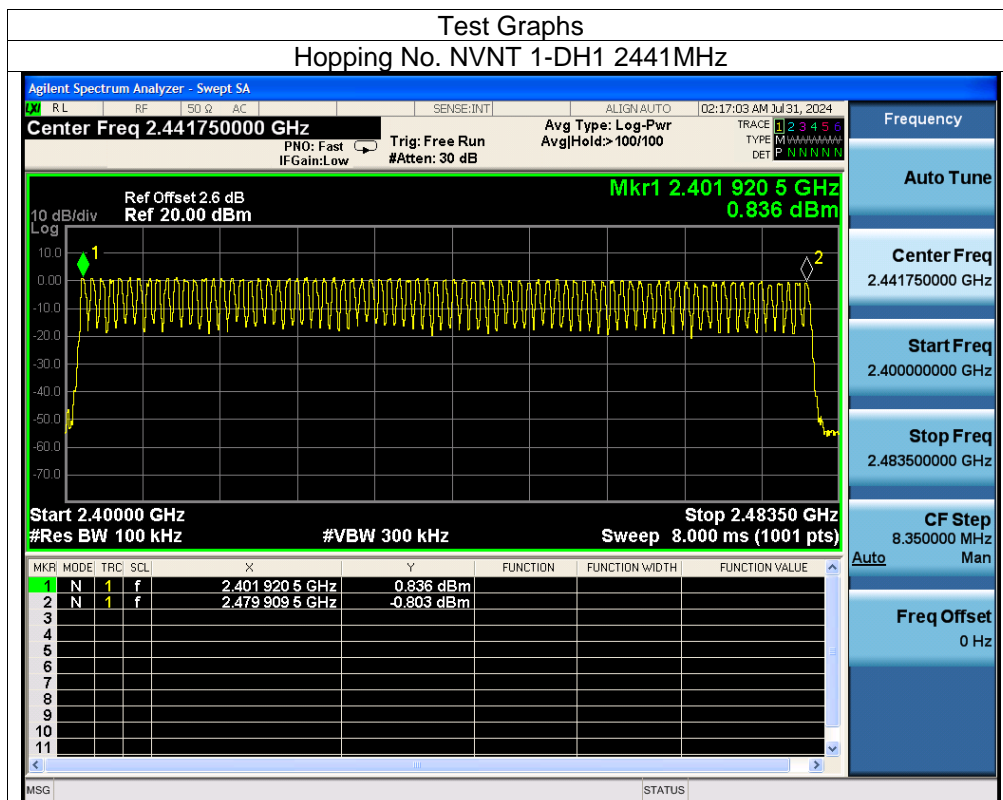 Test Graphs
Hopping No. NVNT 1-DH1 2441MHz
Agilent Spectrum Analyzer - Swept SA
LXI RL RF 50 Ω AC SENSE:INT ALIGN AUTO 02:17:03 AM Jul 31, 2024
Center Freq 2.441750000 GHz
PNO: Fast
IFGain:Low
Trig: Free Run
#Atten: 30 dB
Avg Type: Log-Pwr
Avg|Hold:>100/100
TRACE 1 2 3 4 5 6
TYPE M
DET P N N N N N
Frequency
Ref Offset 2.6 dB
10 dB/div Ref 20.00 dBm
Log
Mkr1 2.401 920 5 GHz
0.836 dBm
10.0
0.00
-10.0
-20.0
-30.0
-40.0
-50.0
-60.0
-70.0
1
2
Start 2.40000 GHz Stop 2.48350 GHz
#Res BW 100 kHz #VBW 300 kHz Sweep 8.000 ms (1001 pts)
MKR MODE TRC SCL X Y FUNCTION FUNCTION WIDTH FUNCTION VALUE
1 N 1 f 2.401 920 5 GHz 0.836 dBm
2 N 1 f 2.479 909 5 GHz -0.803 dBm
3
4
5
6
7
8
9
10
11
Auto Tune
Center Freq
2.441750000 GHz
Start Freq
2.400000000 GHz
Stop Freq
2.483500000 GHz
CF Step
8.350000 MHz
Auto Man
Freq Offset
0 Hz
MSG STATUS